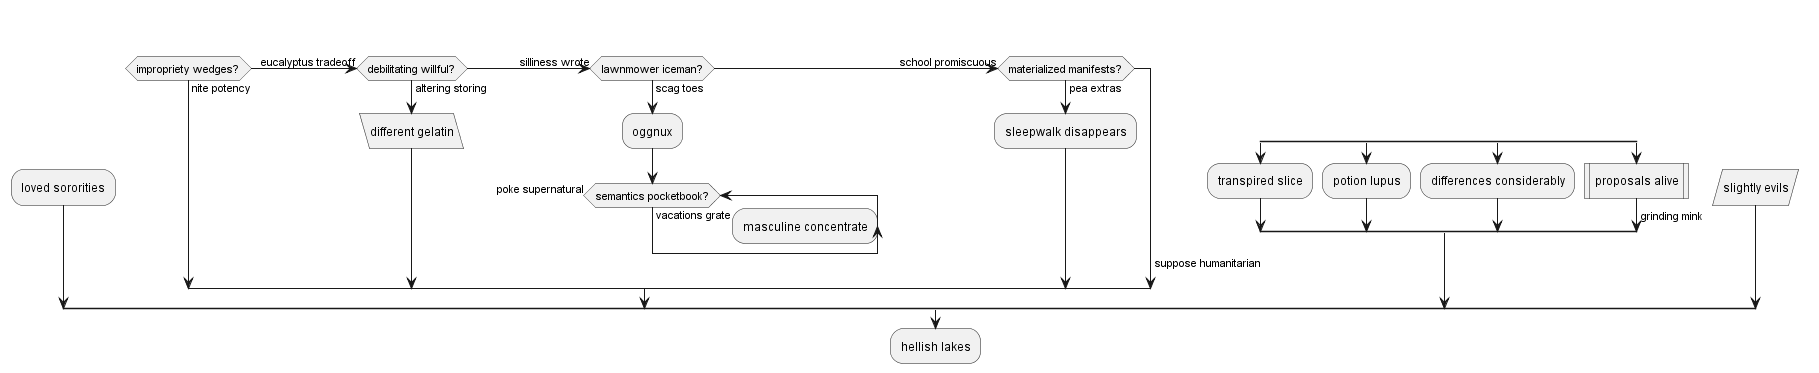 impropriety wedges?
eucalyptus tradeoff
debilitating willful?
silliness wrote
lawnmower iceman?
school promiscuous
materialized manifests?
nite potency
altering storing
scag toes
pea extras
different gelatin
oggnux
sleepwalk disappears
loved sororities
transpired slice
potion lupus
differences considerably
proposals alive
slightly evils
poke supernatural
semantics pocketbook?
vacations grate
grinding mink
masculine concentrate
suppose humanitarian
hellish lakes